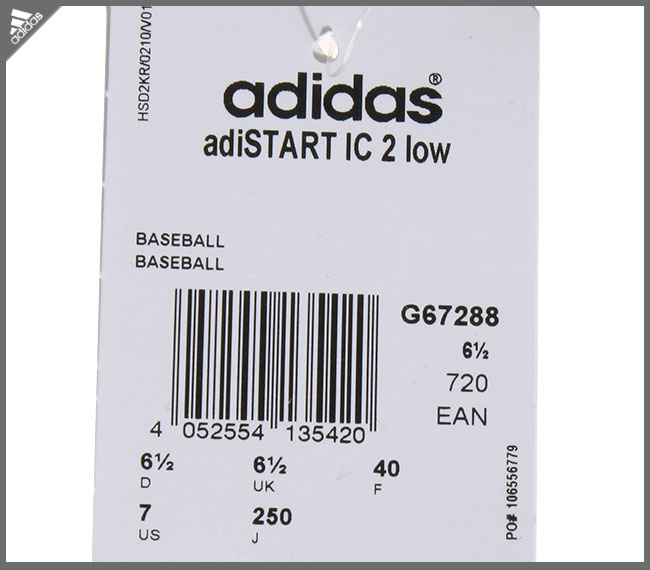 adidas
HSD2KR/0210/V01
adidas®
adiSTART IC 2 low
BASEBALL
BASEBALL
G67288
6½
720
EAN
4 052554 135420
6½ 6½ 40
D UK F
7 250
US J
PO# 106556779